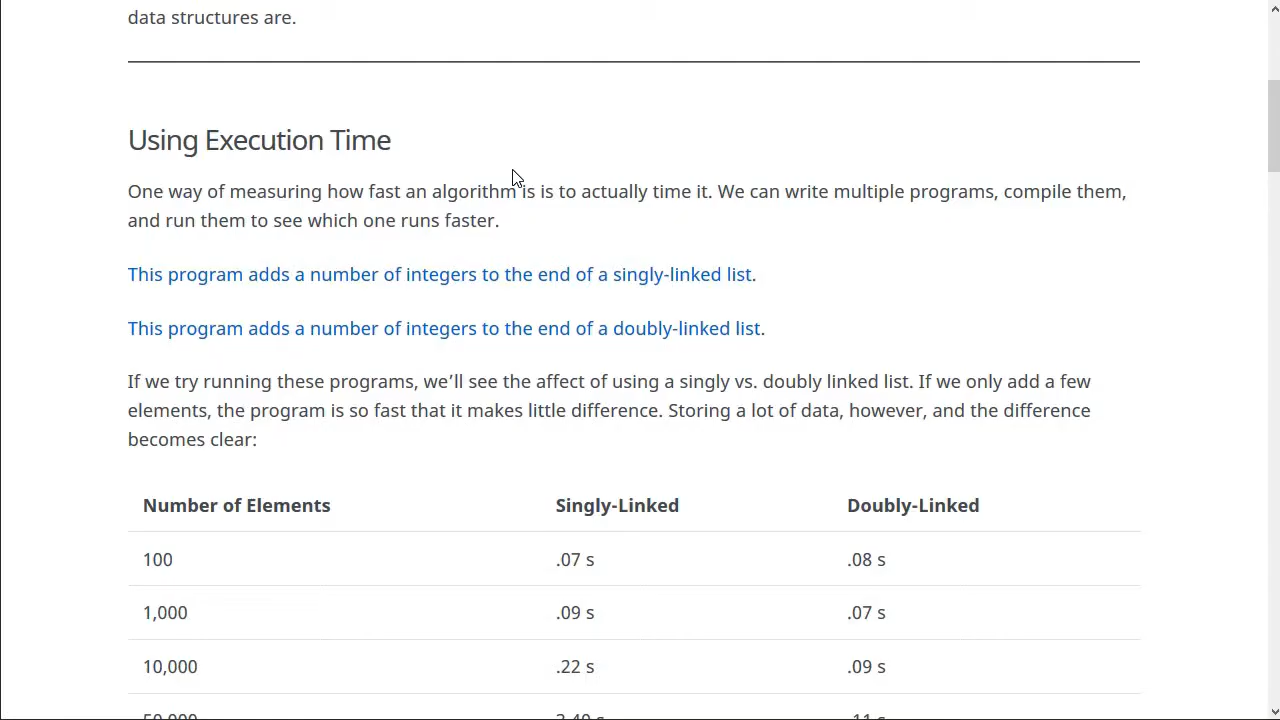 data structures are.
Using Execution Time
One way of measuring how fast an algorithm is is to actually time it. We can write multiple programs, compile them,
and run them to see which one runs faster.
This program adds a number of integers to the end of a singly-linked list.
This program adds a number of integers to the end of a doubly-linked list.
If we try running these programs, we’ll see the affect of using a singly vs. doubly linked list. If we only add a few
elements, the program is so fast that it makes little difference. Storing a lot of data, however, and the difference
becomes clear:
Number of Elements Singly-Linked Doubly-Linked
100 .07 s .08 s
1,000 .09 s .07 s
10,000 .22 s .09 s